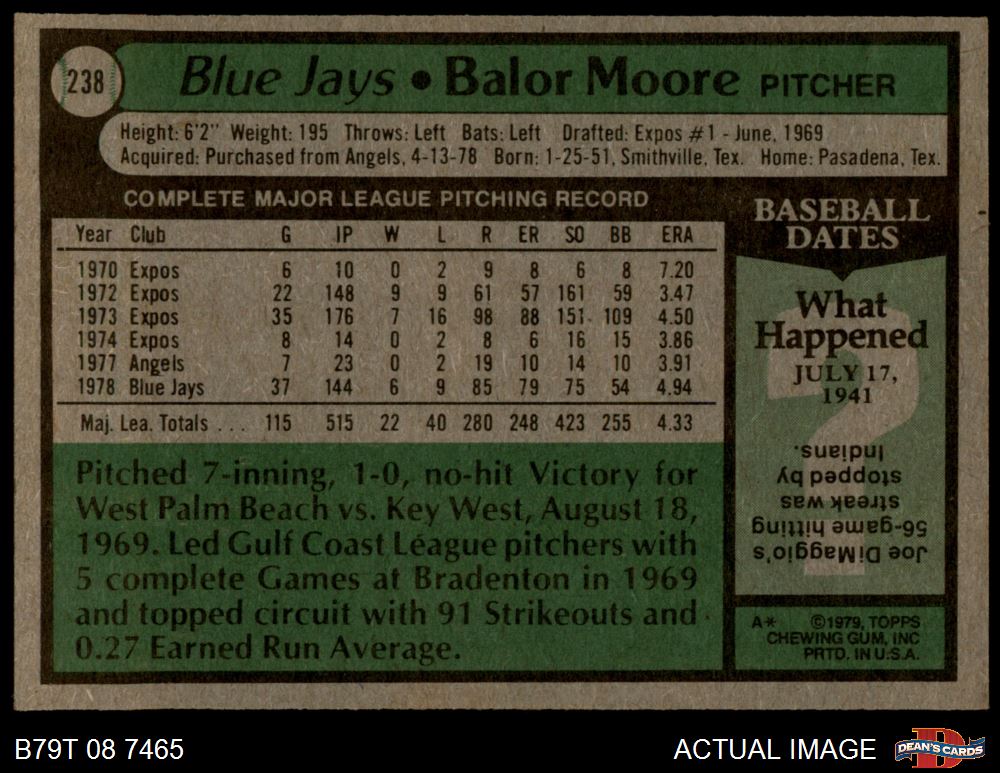 238
Blue Jays • Balor Moore PITCHER
Height: 6'2" Weight: 195 Throws: Left Bats: Left Drafted: Expos #1 - June, 1969
Acquired: Purchased from Angels, 4-13-78 Born: 1-25-51, Smithville, Tex. Home: Pasadena, Tex.
COMPLETE MAJOR LEAGUE PITCHING RECORD
Year Club G IP W L R ER SO BB ERA
1970 Expos 6 10 0 2 9 8 6 8 7.20
1972 Expos 22 148 9 9 61 57 161 59 3.47
1973 Expos 35 176 7 16 98 88 151 109 4.50
1974 Expos 8 14 0 2 8 6 16 15 3.86
1977 Angels 7 23 0 2 19 10 14 10 3.91
1978 Blue Jays 37 144 6 9 85 79 75 54 4.94
Maj. Lea. Totals . . . 115 515 22 40 280 248 423 255 4.33
Pitched 7-inning, 1-0, no-hit Victory for
West Palm Beach vs. Key West, August 18,
1969. Led Gulf Coast League pitchers with
5 complete Games at Bradenton in 1969
and topped circuit with 91 Strikeouts and
0.27 Earned Run Average.
BASEBALL
DATES
What
Happened
JULY 17,
1941
Joe DiMaggio's
56-game hitting
streak was
stopped by
Indians.
A* ©1979, TOPPS
CHEWING GUM, INC
PRTD. IN U.S.A.
B79T 08 7465
ACTUAL IMAGE
D
DEAN'S CARDS